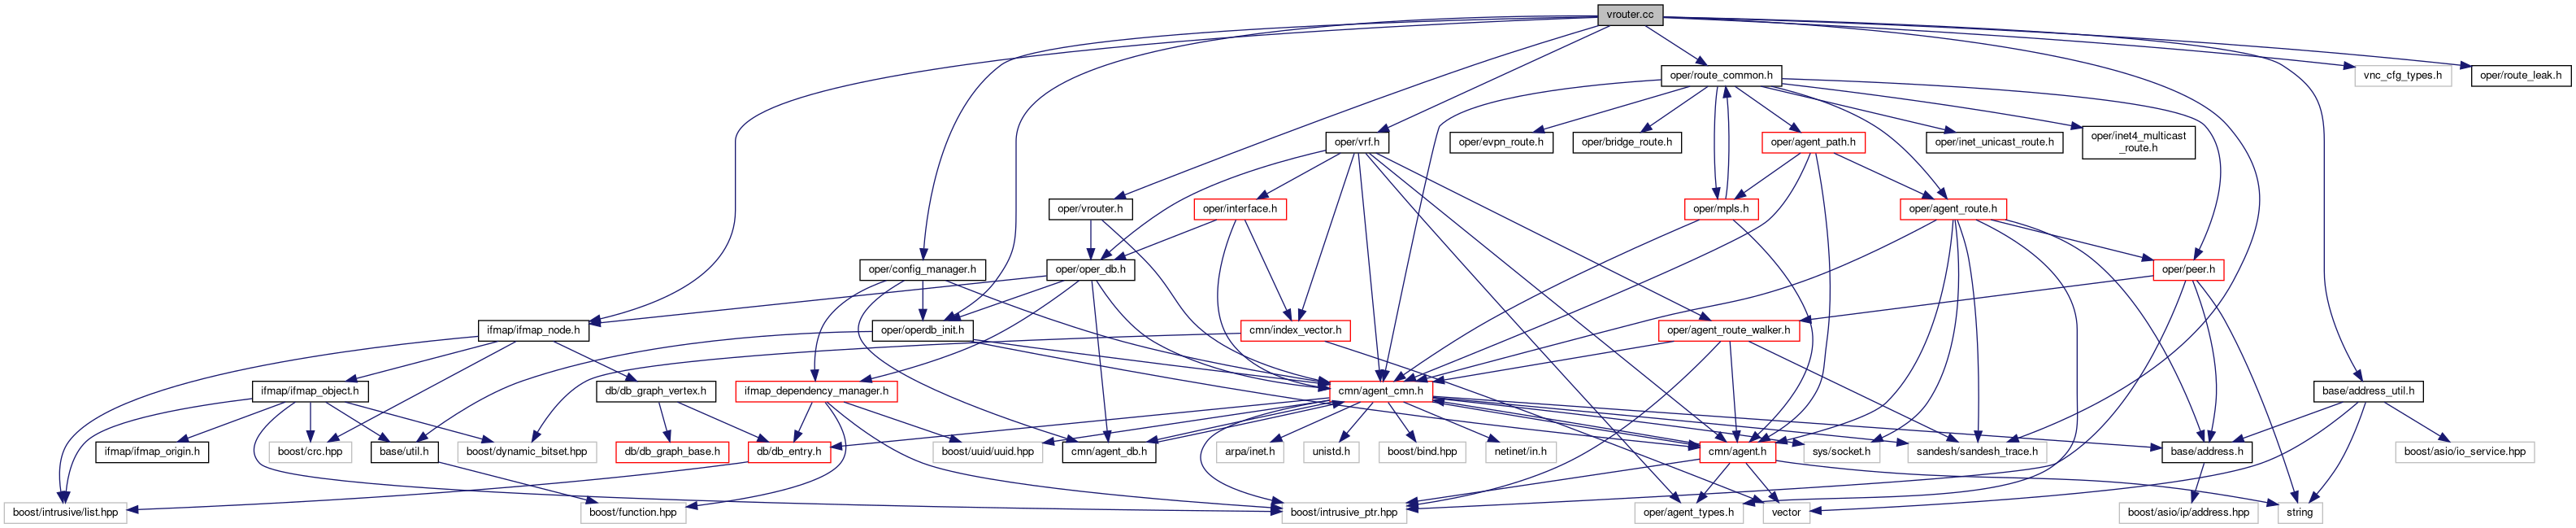 vrouter.cc
oper/route_common.h
vnc_cfg_types.h
oper/route_leak.h
oper/vrf.h
oper/evpn_route.h
oper/bridge_route.h
oper/agent_path.h
oper/inet_unicast_route.h
oper/inet4_multicast
_route.h
oper/vrouter.h
oper/interface.h
oper/mpls.h
oper/agent_route.h
oper/config_manager.h
oper/oper_db.h
oper/peer.h
ifmap/ifmap_node.h
oper/operdb_init.h
cmn/index_vector.h
oper/agent_route_walker.h
ifmap/ifmap_object.h
db/db_graph_vertex.h
ifmap_dependency_manager.h
cmn/agent_cmn.h
base/address_util.h
ifmap/ifmap_origin.h
boost/crc.hpp
base/util.h
boost/dynamic_bitset.hpp
db/db_graph_base.h
db/db_entry.h
boost/uuid/uuid.hpp
cmn/agent_db.h
arpa/inet.h
unistd.h
boost/bind.hpp
netinet/in.h
cmn/agent.h
sys/socket.h
sandesh/sandesh_trace.h
base/address.h
boost/asio/io_service.hpp
boost/intrusive/list.hpp
boost/function.hpp
boost/intrusive_ptr.hpp
oper/agent_types.h
vector
boost/asio/ip/address.hpp
string